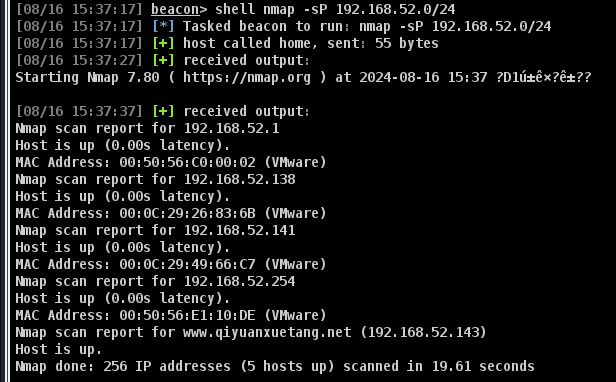 [08/16 15:37:17] beacon> shell nmap -sP 192.168.52.0/24
[08/16 15:37:17] [*] Tasked beacon to run: nmap -sP 192.168.52.0/24
[08/16 15:37:17] [+] host called home, sent: 55 bytes
[08/16 15:37:27] [+] received output:
Starting Nmap 7.80 ( https://nmap.org ) at 2024-08-16 15:37 ?D1ú±ê×?ê±??
[08/16 15:37:37] [+] received output:
Nmap scan report for 192.168.52.1
Host is up (0.00s latency).
MAC Address: 00:50:56:C0:00:02 (VMware)
Nmap scan report for 192.168.52.138
Host is up (0.00s latency).
MAC Address: 00:0C:29:26:83:6B (VMware)
Nmap scan report for 192.168.52.141
Host is up (0.00s latency).
MAC Address: 00:0C:29:49:66:C7 (VMware)
Nmap scan report for 192.168.52.254
Host is up (0.00s latency).
MAC Address: 00:50:56:E1:10:DE (VMware)
Nmap scan report for www.qiyuanxuetang.net (192.168.52.143)
Host is up.
Nmap done: 256 IP addresses (5 hosts up) scanned in 19.61 seconds